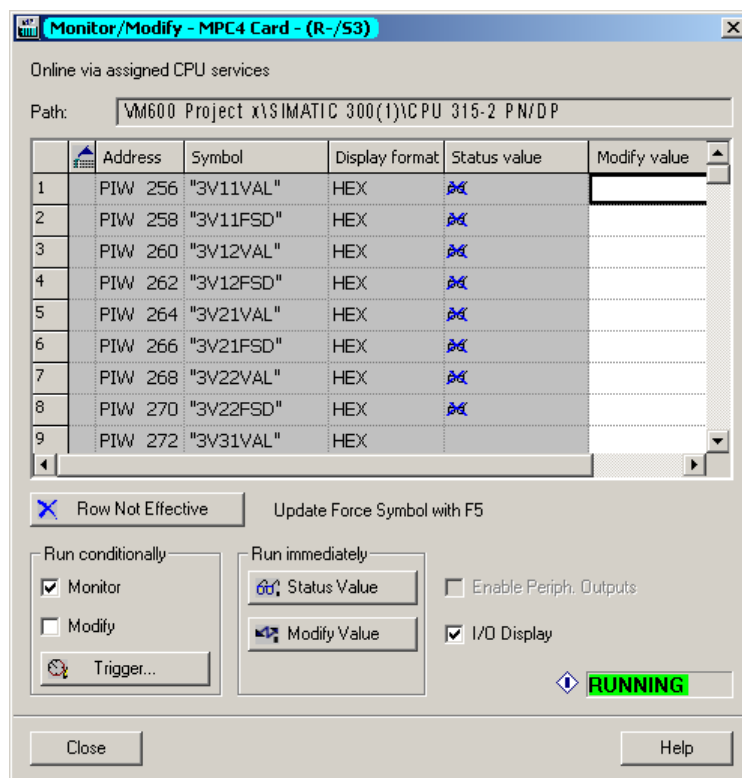 Monitor/Modify - MPC4 Card - (R-/S3)
Online via assigned CPU services
Path: \VM600 Project x\SIMATIC 300(1)\CPU 315-2 PN/DP
Address Symbol Display format Status value Modify value
1 PIW 256 "3V11VAL" HEX
2 PIW 258 "3V11FSD" HEX
3 PIW 260 "3V12VAL" HEX
4 PIW 262 "3V12FSD" HEX
5 PIW 264 "3V21VAL" HEX
6 PIW 266 "3V21FSD" HEX
7 PIW 268 "3V22VAL" HEX
8 PIW 270 "3V22FSD" HEX
9 PIW 272 "3V31VAL" HEX
Row Not Effective Update Force Symbol with F5
Run conditionally Run immediately
Monitor Status Value Enable Periph. Outputs
Modify Modify Value I/O Display
Trigger...
RUNNING
Close Help